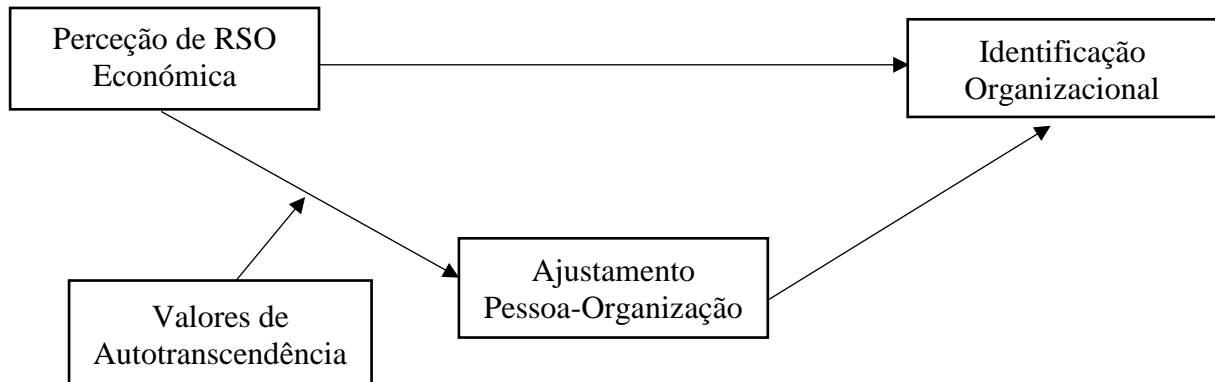 Perceção de RSO
Económica
Identificação
Organizacional
Ajustamento
Pessoa-Organização
Valores de
Autotranscendência